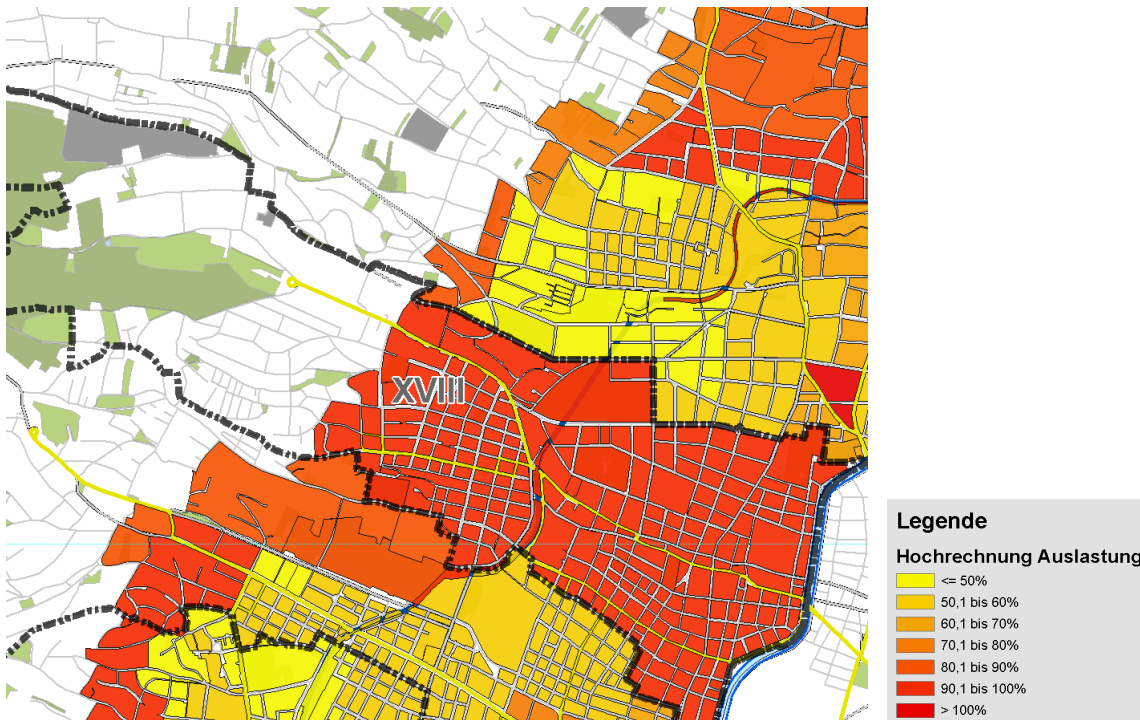 XVIII
Legende
Hochrechnung Auslastung
<= 50%
50,1 bis 60%
60,1 bis 70%
70,1 bis 80%
80,1 bis 90%
90,1 bis 100%
> 100%